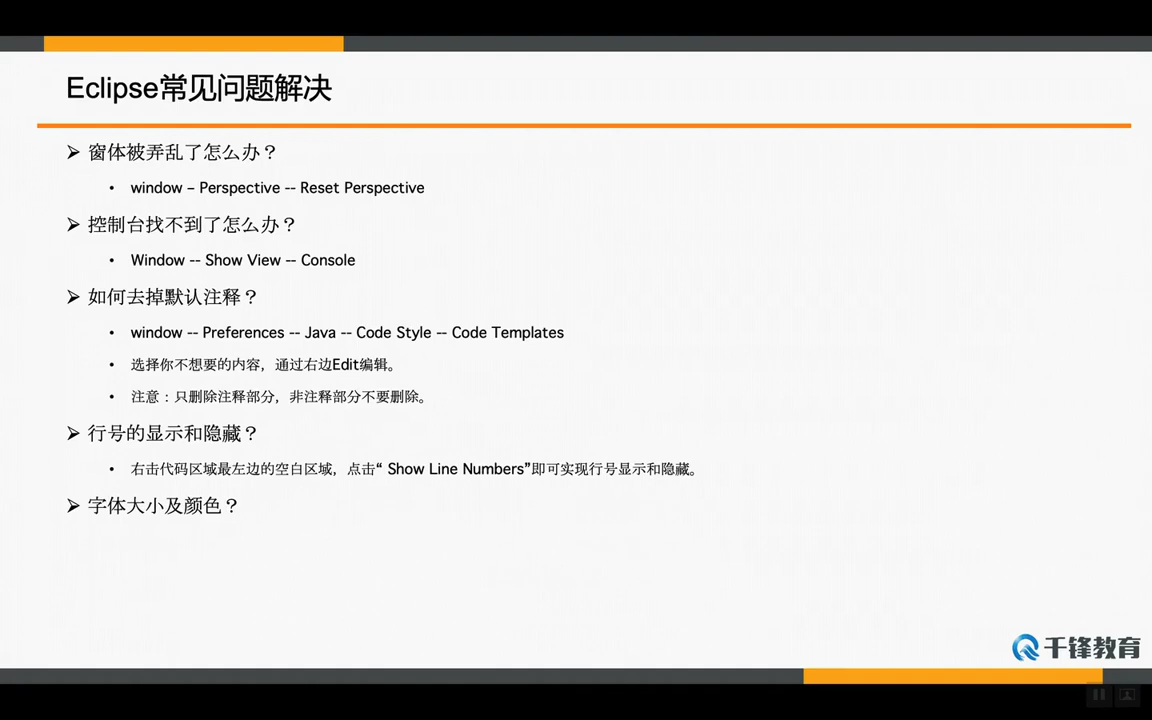 Eclipse常见问题解决
➢ 窗体被弄乱了怎么办？
• window – Perspective -- Reset Perspective
➢ 控制台找不到了怎么办？
• Window -- Show View -- Console
➢ 如何去掉默认注释？
• window -- Preferences -- Java -- Code Style -- Code Templates
• 选择你不想要的内容，通过右边Edit编辑。
• 注意：只删除注释部分，非注释部分不要删除。
➢ 行号的显示和隐藏？
• 右击代码区域最左边的空白区域，点击“ Show Line Numbers”即可实现行号显示和隐藏。
➢ 字体大小及颜色？
千锋教育